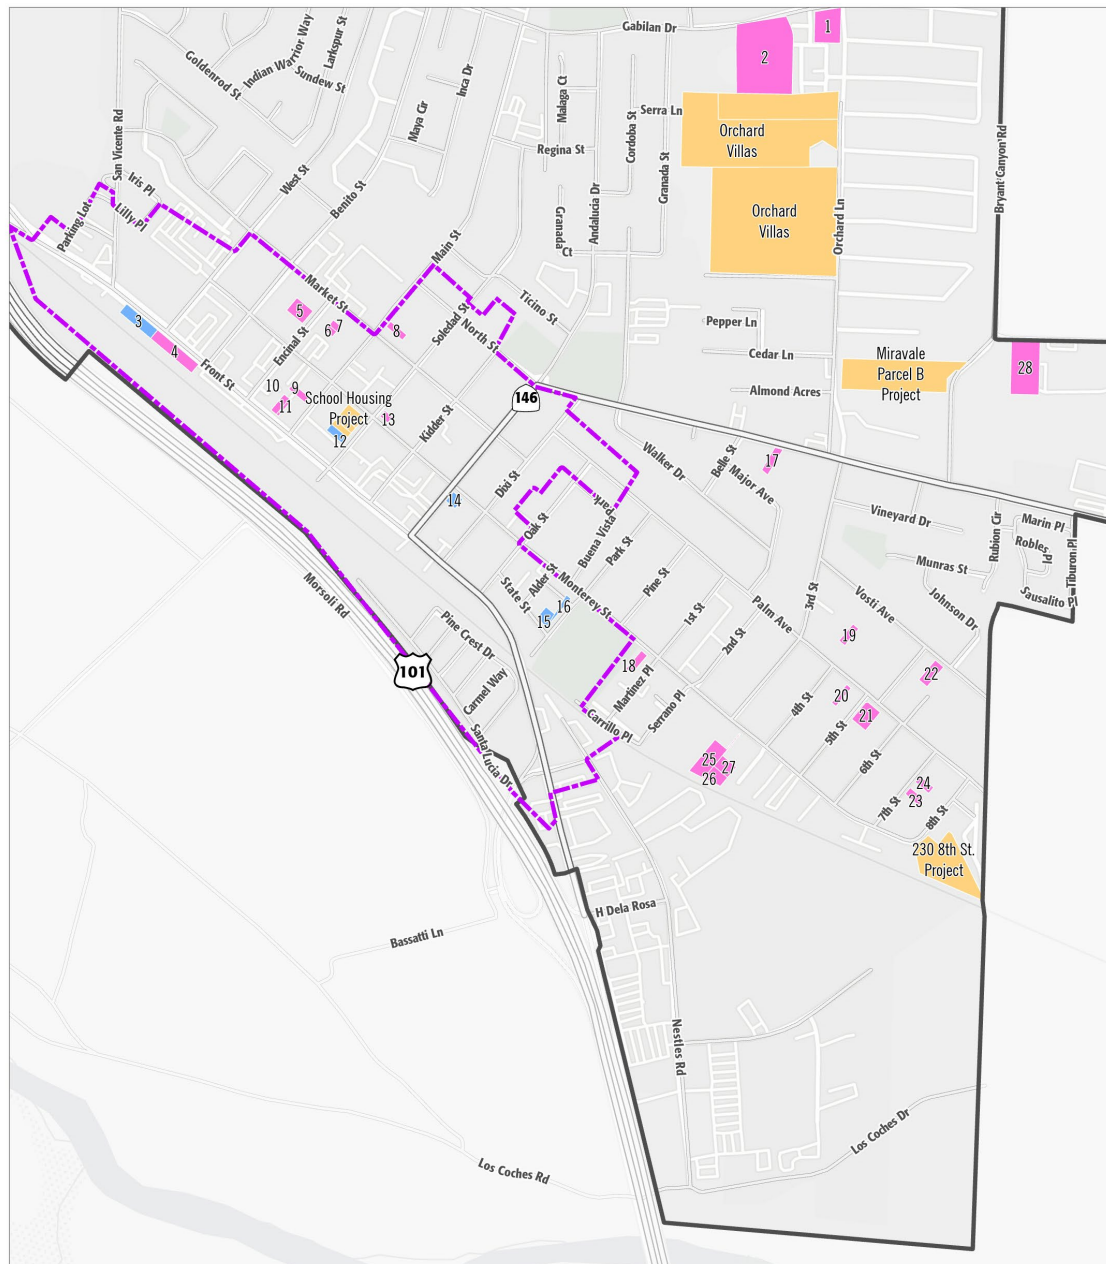 Gabilan Dr
1
2
Goldenrod St
Indian Warrior Way
Larkspur St
Sundew St
Inca Dr
Maya Cir
Malaga Ct
Serra Ln
Cordoba St
Regina St
Granada St
Orchard
Villas
Bryant Canyon Rd
San Vicente Rd
Iris Pl
Lilly Pl
Parking Lot
West St
Benito St
Andalucia Dr
Granada
Ct
Orchard
Villas
Orchard Ln
Main St
Market St
Ticino St
Soledad St
North St
3
4
5
6
7
8
Encinal St
Front St
Pepper Ln
Cedar Ln
Almond Acres
Miravale
Parcel B
Project
28
10
9
11
School Housing
Project
12
13
146
Kidder St
Walker Dr
Belle St
17
Major Ave
Dixi St
14
Park
Oak St
Buena Vista
Park St
Vineyard Dr
Rubion Cir
Marin Pl
Robles
Pl
Tiburon Pl
Munras St
Sausalito Pl
Johnson Dr
Morsoli Rd
State St
Alder St
Monterey St
Pine St
15
16
1st St
2nd St
Palm Ave
3rd St
Vosti Ave
Pine Crest Dr
101
Carmel Way
Santa Lucia Dr
18
Martinez Pl
Serrano Pl
Carrillo Pl
19
22
20
21
4th St
5th St
6th St
25
27
26
24
23
7th St
8th St
230 8th St.
Project
H Dela Rosa
Bassatti Ln
Nestles Rd
Los Coches Dr
Los Coches Rd